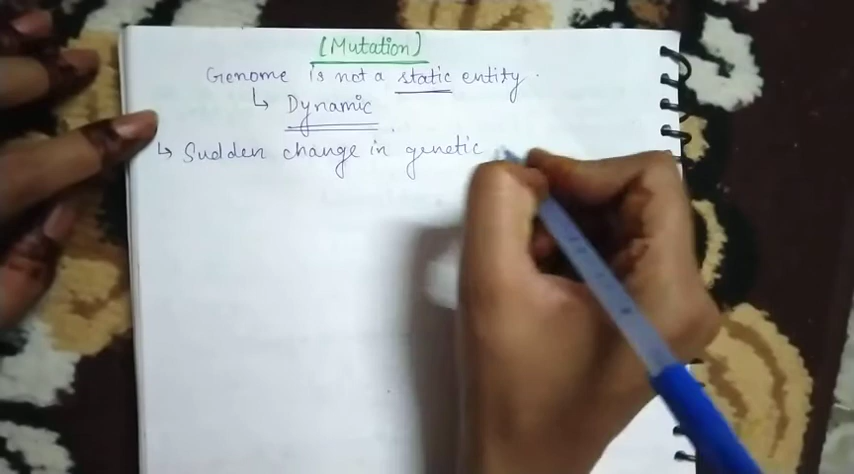 [Mutation]
Genome is not a static entity.
↳ Dynamic
↳ Sudden change in genetic